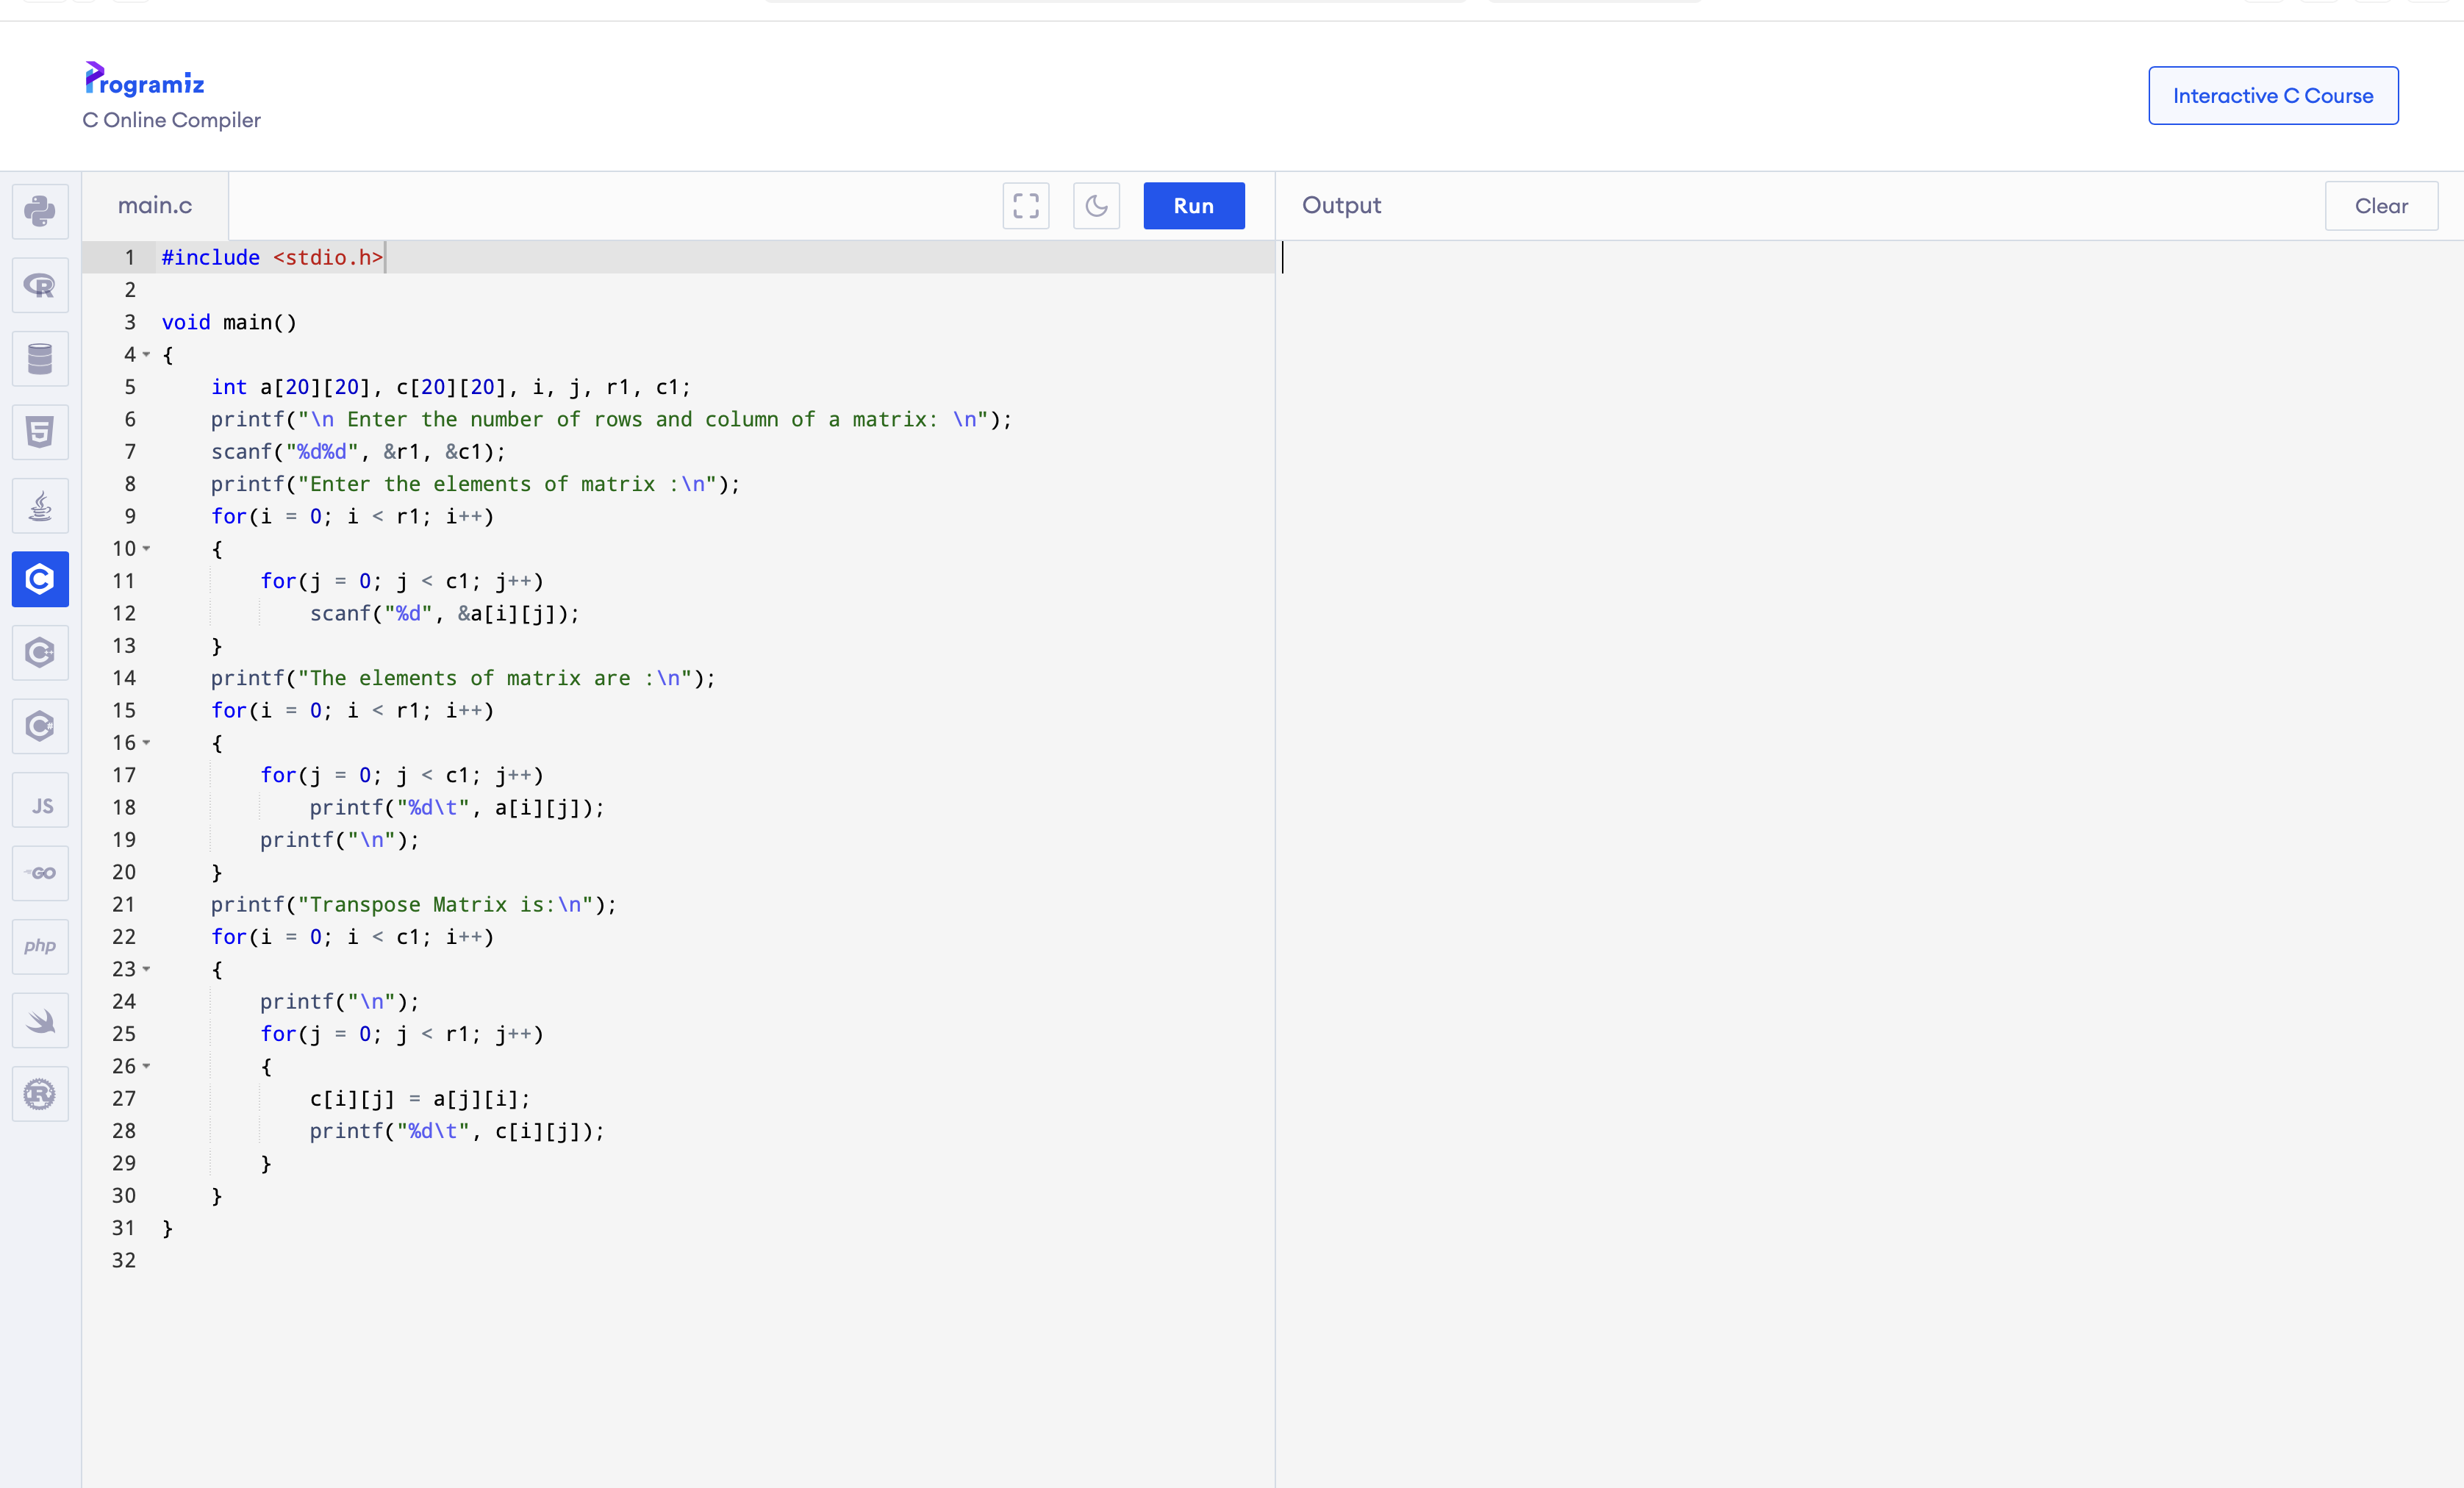 Programiz
C Online Compiler
Interactive C Course
main.c
Run
Output
Clear
1 #include <stdio.h>
2
3 void main()
4 {
5     int a[20][20], c[20][20], i, j, r1, c1;
6     printf("\n Enter the number of rows and column of a matrix: \n");
7     scanf("%d%d", &r1, &c1);
8     printf("Enter the elements of matrix :\n");
9     for(i = 0; i < r1; i++)
10     {
11         for(j = 0; j < c1; j++)
12             scanf("%d", &a[i][j]);
13     }
14     printf("The elements of matrix are :\n");
15     for(i = 0; i < r1; i++)
16     {
17         for(j = 0; j < c1; j++)
18             printf("%d\t", a[i][j]);
19         printf("\n");
20     }
21     printf("Transpose Matrix is:\n");
22     for(i = 0; i < c1; i++)
23     {
24         printf("\n");
25         for(j = 0; j < r1; j++)
26         {
27             c[i][j] = a[j][i];
28             printf("%d\t", c[i][j]);
29         }
30     }
31 }
32
R
5
C
C
C
JS
GO
php
R